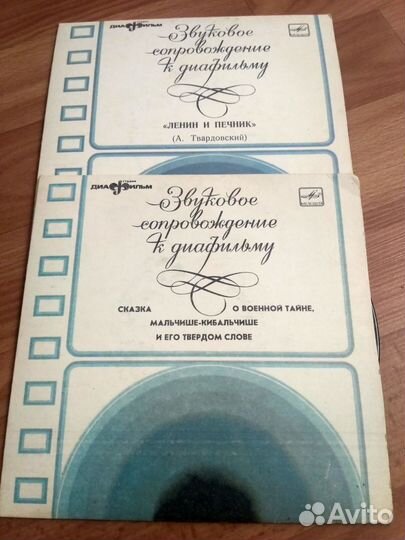 ДИАФИЛЬМ
Звуковое
сопровождение
к диафильму
«ЛЕНИН И ПЕЧНИК»
(А. Твардовский)
СТУДИЯ
ДИАФИЛЬМ
Звуковое
сопровождение
к диафильму
СКАЗКА О ВОЕННОЙ ТАЙНЕ,
МАЛЬЧИШЕ-КИБАЛЬЧИШЕ
И ЕГО ТВЕРДОМ СЛОВЕ
Avito